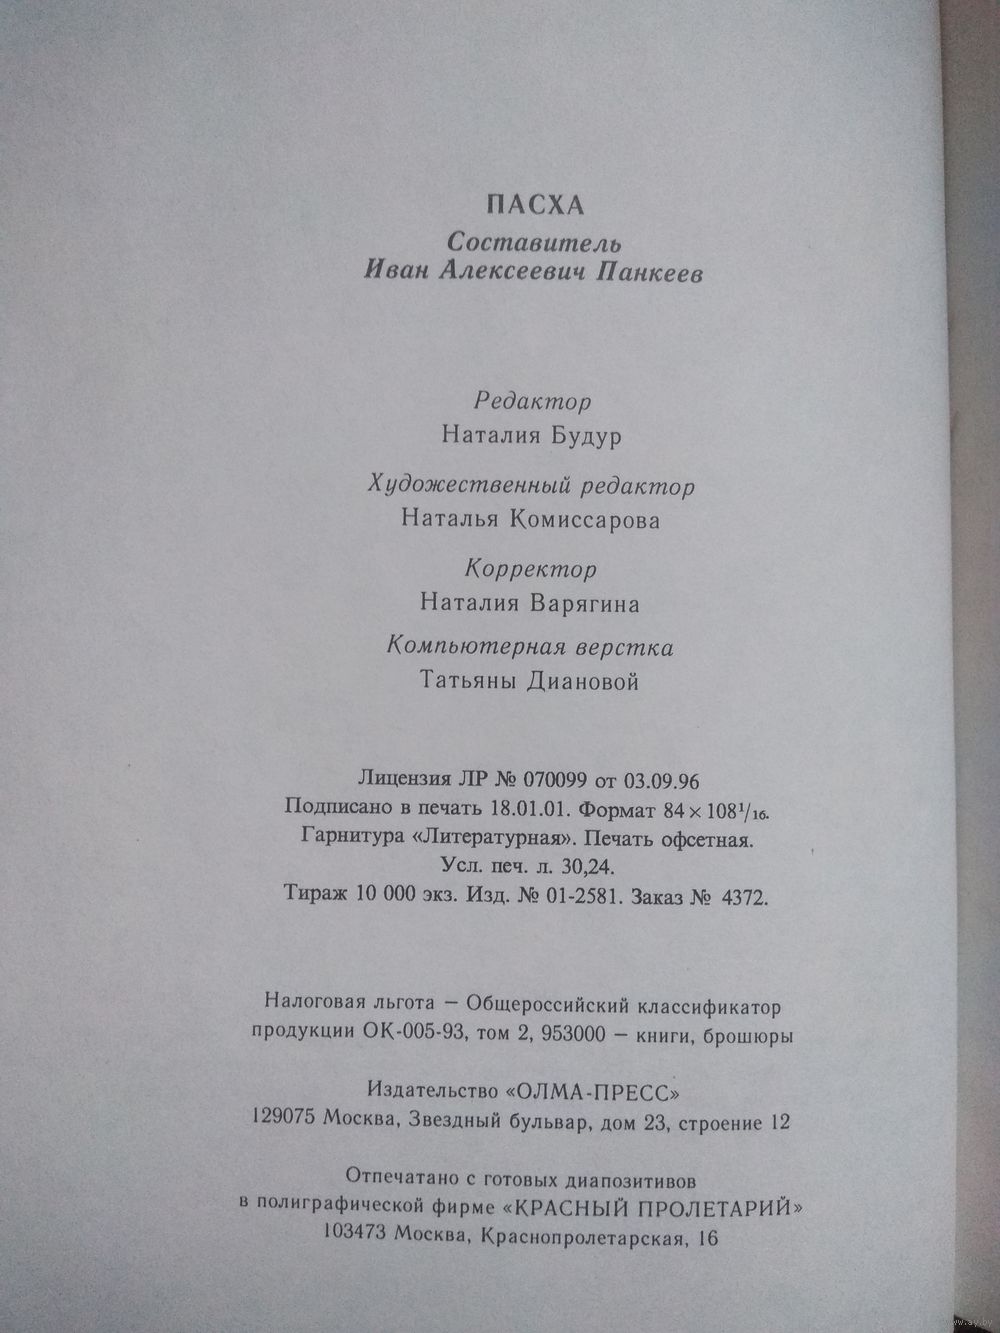 ПАСХА
Составитель
Иван Алексеевич Панкеев
Редактор
Наталия Будур
Художественный редактор
Наталья Комиссарова
Корректор
Наталия Варягина
Компьютерная верстка
Татьяны Диановой
Лицензия ЛР № 070099 от 03.09.96
Подписано в печать 18.01.01. Формат 84 × 108¹/₁₆.
Гарнитура «Литературная». Печать офсетная.
Усл. печ. л. 30,24.
Тираж 10 000 экз. Изд. № 01-2581. Заказ № 4372.
Налоговая льгота — Общероссийский классификатор
продукции ОК-005-93, том 2, 953000 — книги, брошюры
Издательство «ОЛМА-ПРЕСС»
129075 Москва, Звездный бульвар, дом 23, строение 12
Отпечатано с готовых диапозитивов
в полиграфической фирме «КРАСНЫЙ ПРОЛЕТАРИЙ»
103473 Москва, Краснопролетарская, 16
www.ay.by